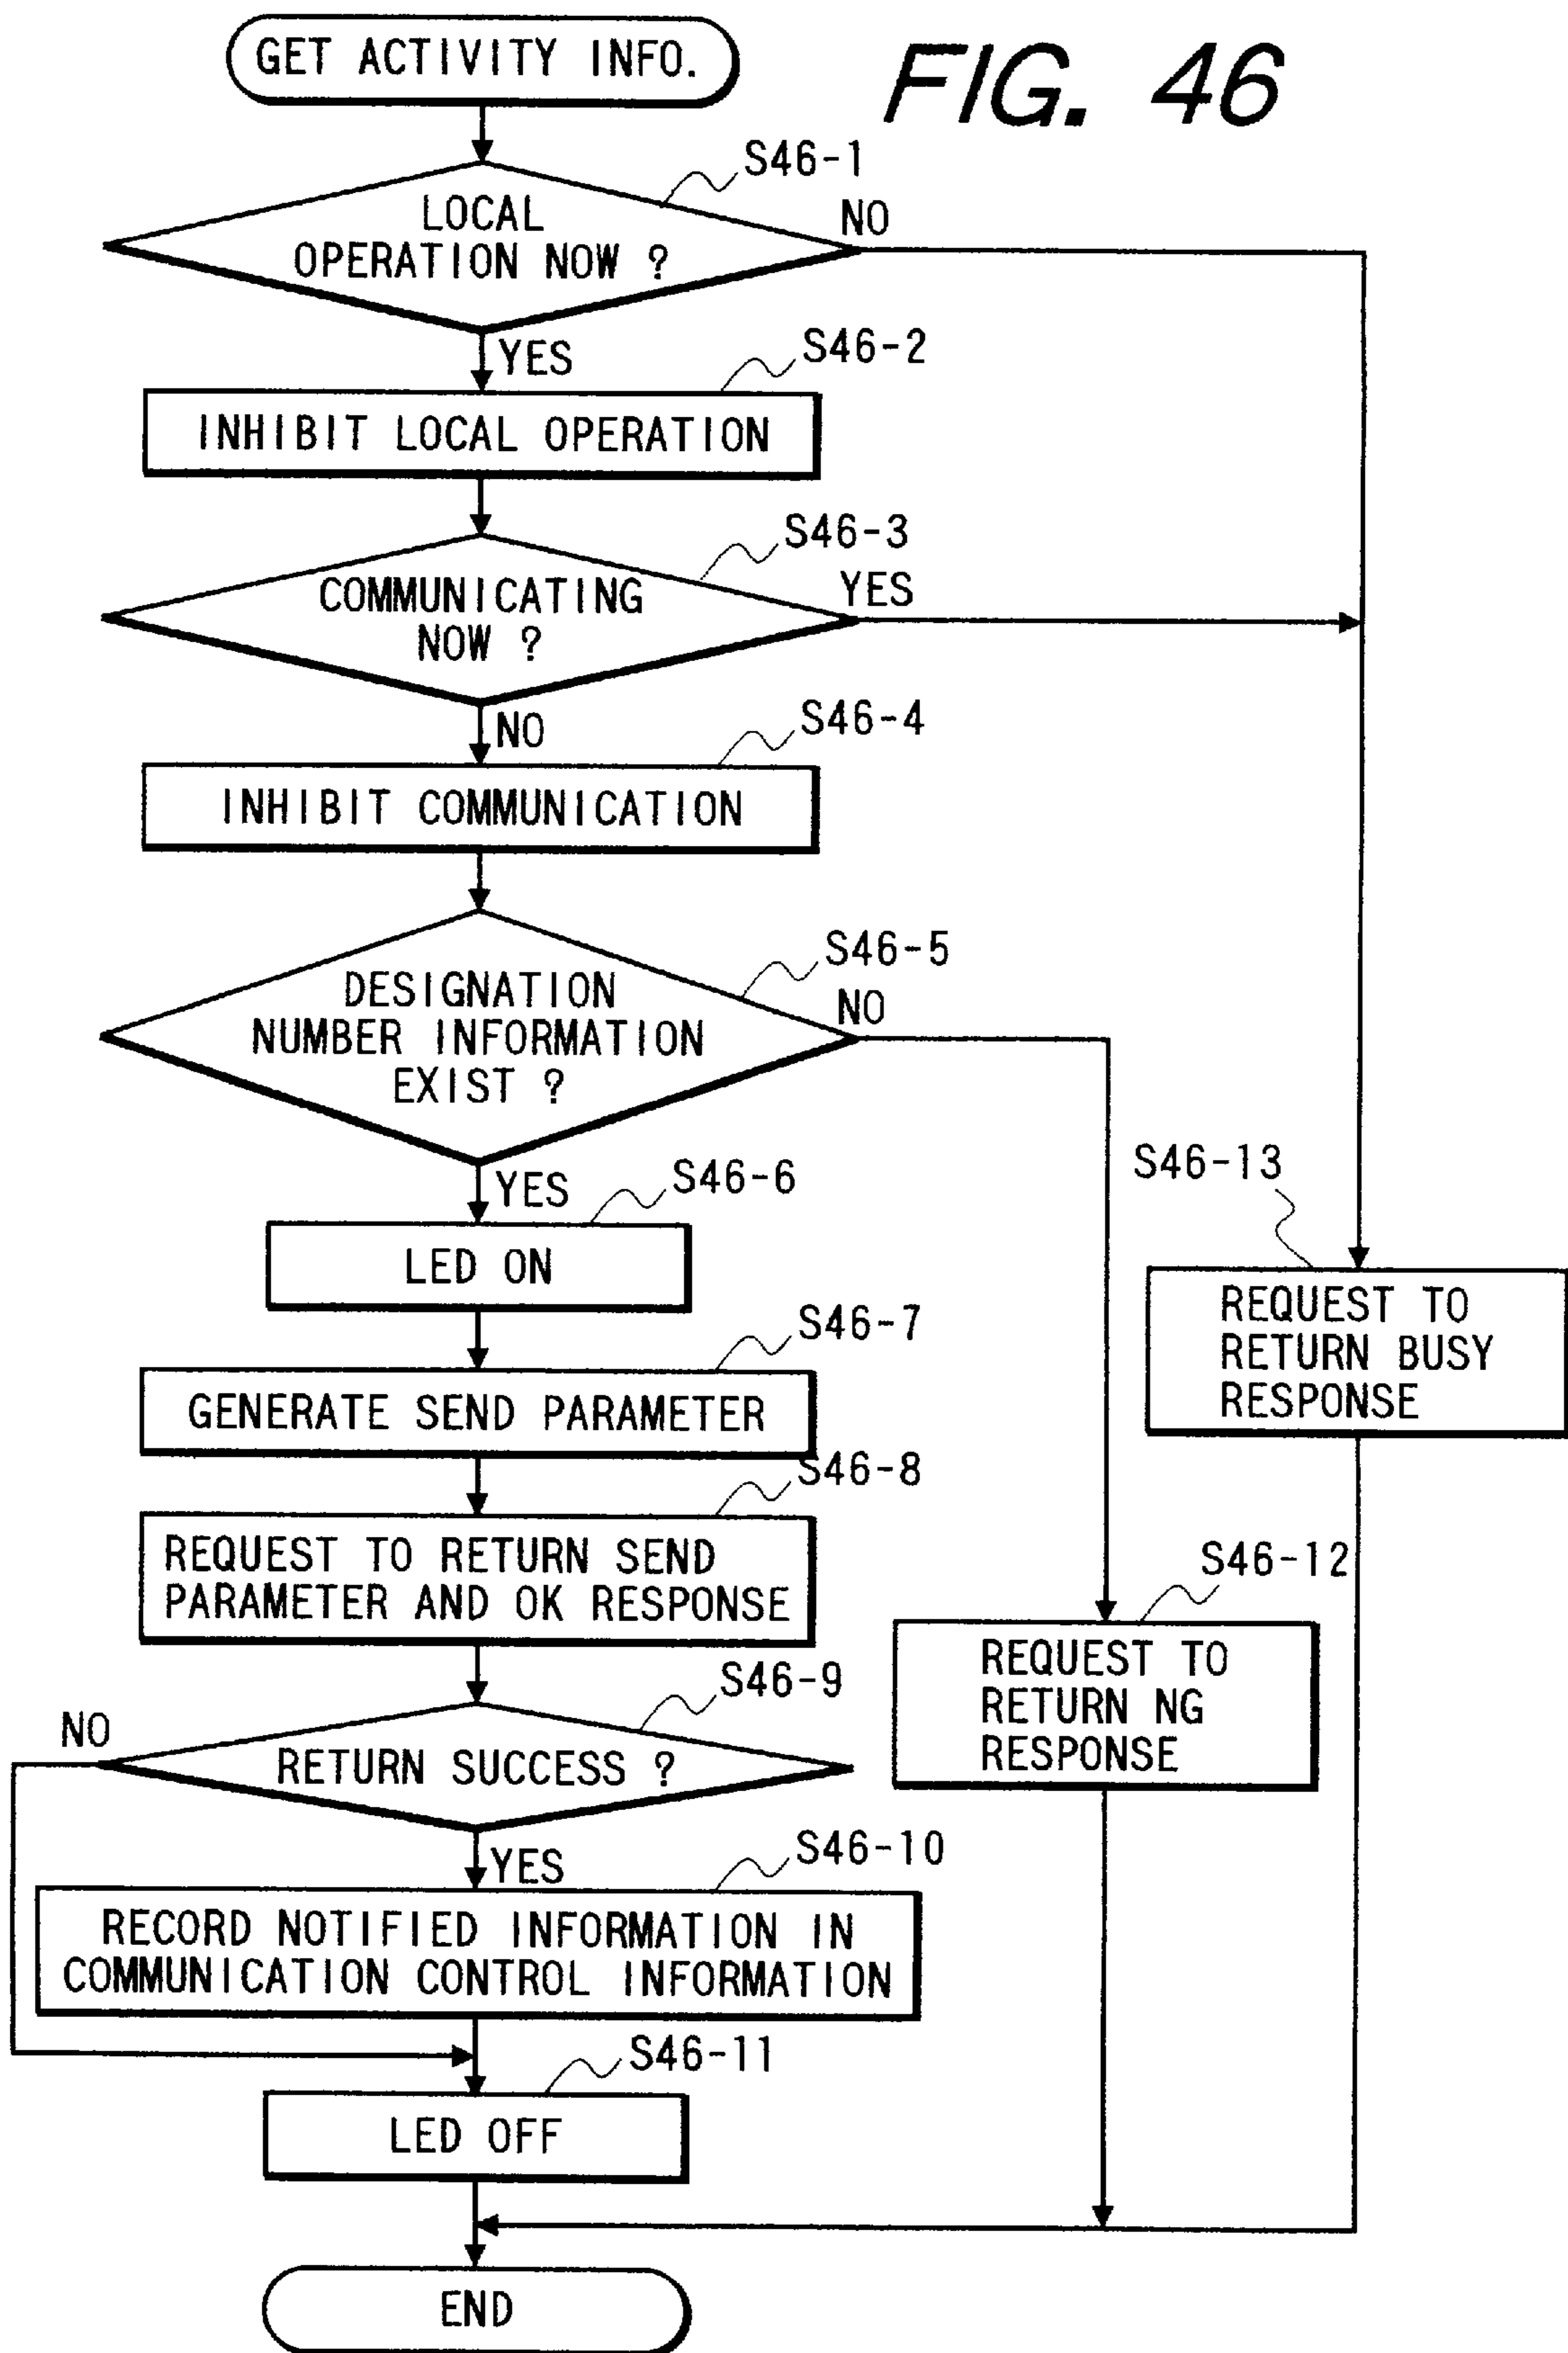 GET ACTIVITY INFO.
FIG. 46
S46-1
LOCAL
OPERATION NOW ?
NO
YES
S46-2
INHIBIT LOCAL OPERATION
S46-3
COMMUNICATING
NOW ?
YES
NO
S46-4
INHIBIT COMMUNICATION
S46-5
DESIGNATION
NUMBER INFORMATION
EXIST ?
NO
YES
S46-6
LED ON
S46-13
REQUEST TO
RETURN BUSY
RESPONSE
S46-7
GENERATE SEND PARAMETER
S46-8
REQUEST TO RETURN SEND
PARAMETER AND OK RESPONSE
S46-12
REQUEST TO
RETURN NG
RESPONSE
S46-9
NO
RETURN SUCCESS ?
YES
S46-10
RECORD NOTIFIED INFORMATION IN
COMMUNICATION CONTROL INFORMATION
S46-11
LED OFF
END